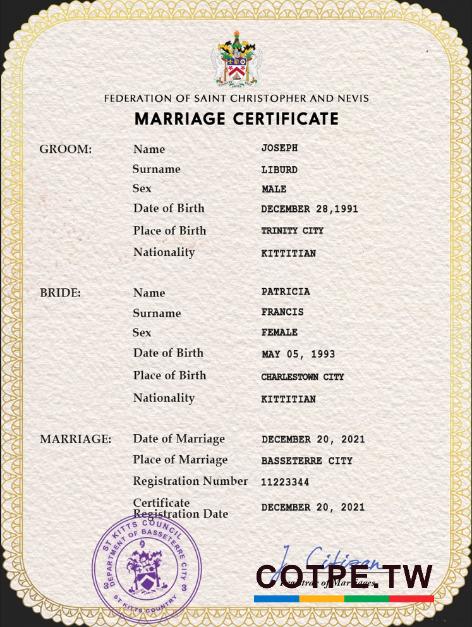 FEDERATION OF SAINT CHRISTOPHER AND NEVIS
MARRIAGE CERTIFICATE
GROOM: Name JOSEPH
Surname LIBURD
Sex MALE
Date of Birth DECEMBER 28,1991
Place of Birth TRINITY CITY
Nationality KITTITIAN
BRIDE: Name PATRICIA
Surname FRANCIS
Sex FEMALE
Date of Birth MAY 05, 1993
Place of Birth CHARLESTOWN CITY
Nationality KITTITIAN
MARRIAGE: Date of Marriage DECEMBER 20, 2021
Place of Marriage BASSETERRE CITY
Registration Number 11223344
Certificate
Registration Date DECEMBER 20, 2021
ST KITTS COUNCIL
DEPARTMENT OF BASSETERRE CITY
ST KITTS COUNTRY
J. Citizen
Registrar of Marriages
COTPE.TW